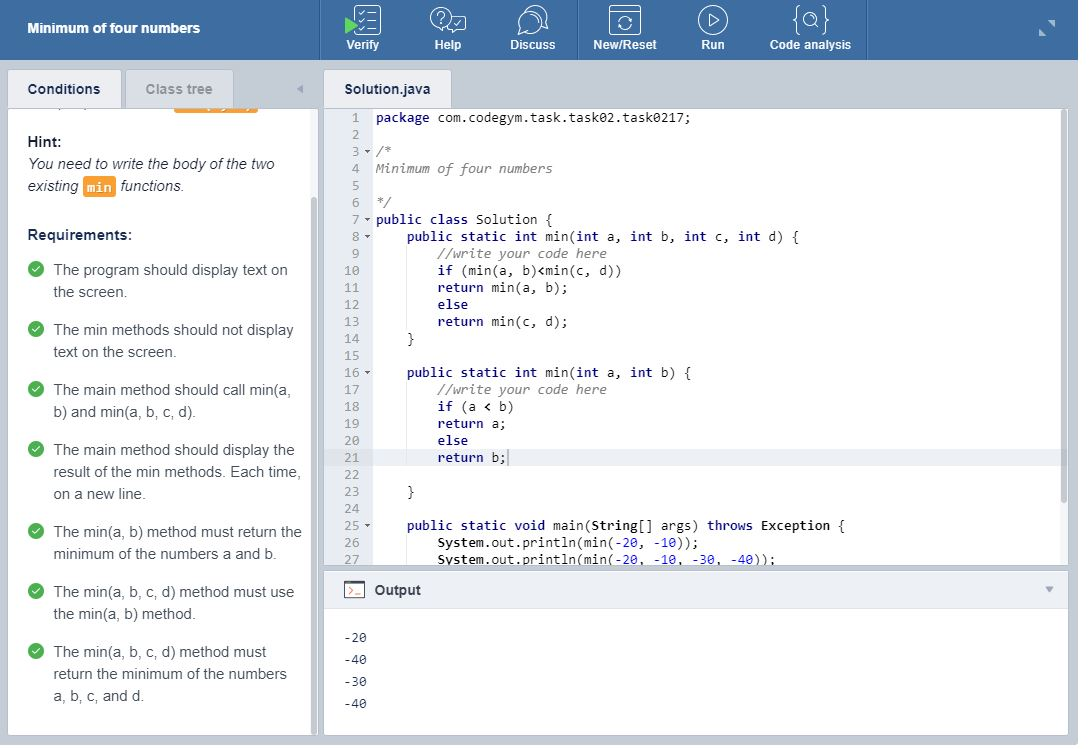 Minimum of four numbers
Verify
Help
Discuss
New/Reset
Run
Code analysis
Conditions
Class tree
Hint:
You need to write the body of the two
existing min functions.
Requirements:
The program should display text on
the screen.
The min methods should not display
text on the screen.
The main method should call min(a,
b) and min(a, b, c, d).
The main method should display the
result of the min methods. Each time,
on a new line.
The min(a, b) method must return the
minimum of the numbers a and b.
The min(a, b, c, d) method must use
the min(a, b) method.
The min(a, b, c, d) method must
return the minimum of the numbers
a, b, c, and d.
Solution.java
1 package com.codegym.task.task02.task0217;
2
3 /*
4 Minimum of four numbers
5
6 */
7 public class Solution {
8     public static int min(int a, int b, int c, int d) {
9         //write your code here
10         if (min(a, b)<min(c, d))
11         return min(a, b);
12         else
13         return min(c, d);
14     }
15
16     public static int min(int a, int b) {
17         //write your code here
18         if (a < b)
19         return a;
20         else
21         return b;
22
23     }
24
25     public static void main(String[] args) throws Exception {
26         System.out.println(min(-20, -10));
27         System.out.println(min(-20, -10, -30, -40));
Output
-20
-40
-30
-40